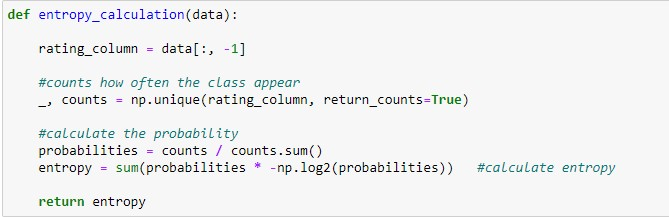 def entropy_calculation(data):
rating_column = data[:, -1]
#counts how often the class appear
_, counts = np.unique(rating_column, return_counts=True)
#calculate the probability
probabilities = counts / counts.sum()
entropy = sum(probabilities * -np.log2(probabilities))   #calculate entropy
return entropy